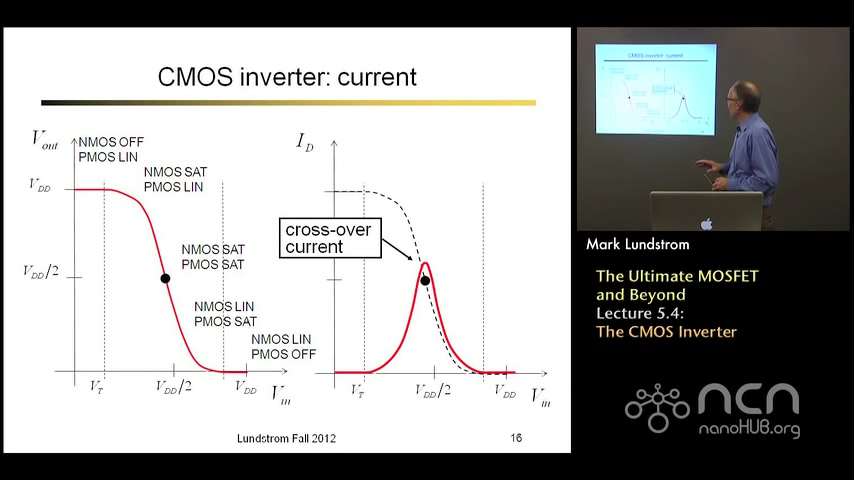 CMOS inverter: current
V_out
NMOS OFF
PMOS LIN
NMOS SAT
PMOS LIN
V_DD
NMOS SAT
PMOS SAT
V_DD/2
NMOS LIN
PMOS SAT
NMOS LIN
PMOS OFF
V_T
V_DD/2
V_DD
V_in
I_D
cross-over
current
V_T
V_DD/2
V_DD
V_in
Lundstrom Fall 2012
16
Mark Lundstrom
The Ultimate MOSFET
and Beyond
Lecture 5.4:
The CMOS Inverter
ncn
nanoHUB.org
CMOS inverter: current